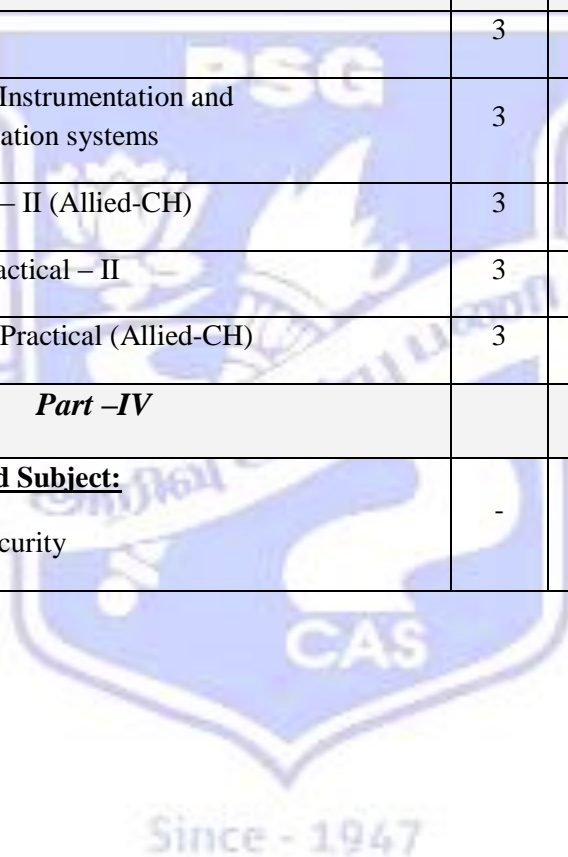 3
Instrumentation and
ation systems
3
– II (Allied-CH)
3
actical – II
3
Practical (Allied-CH)
3
Part –IV
d Subject:
curity
-
PSG
CAS
Since - 1947